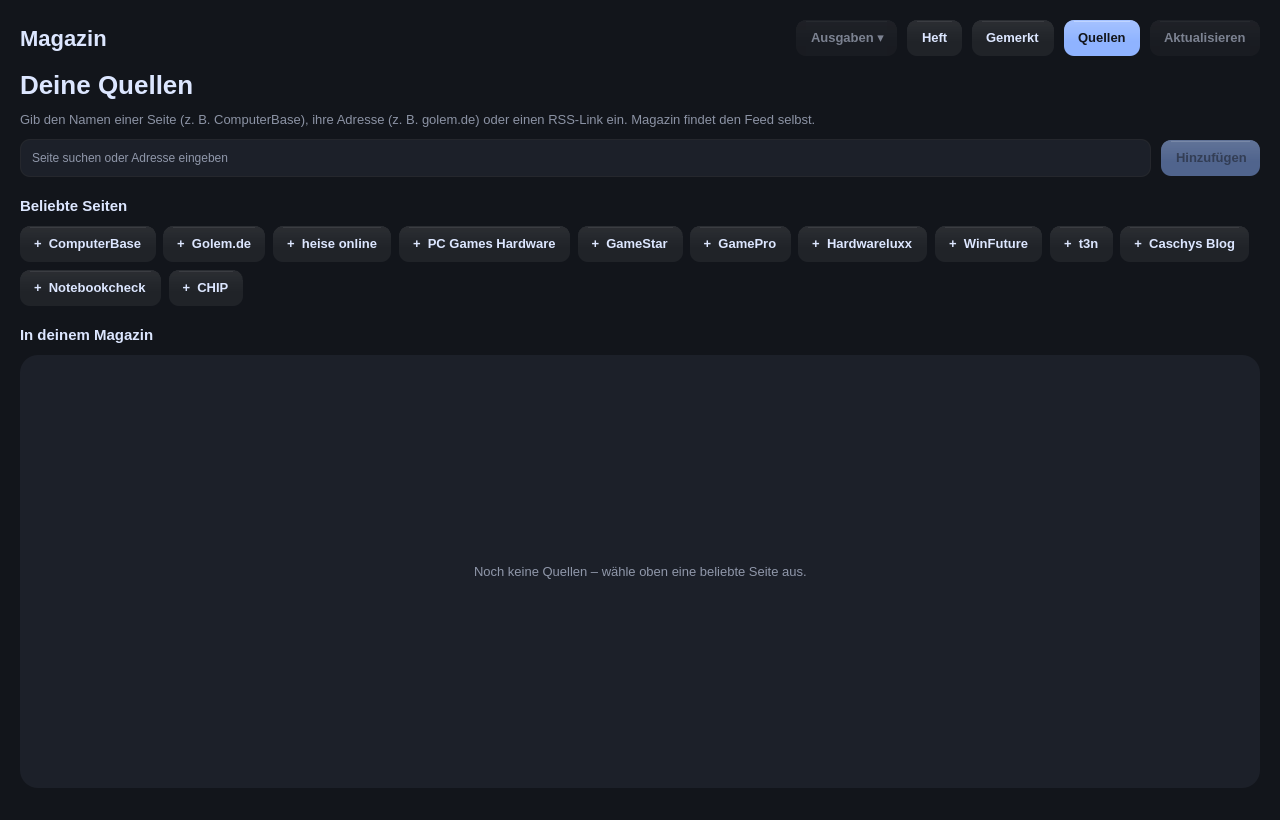 Magazin
Ausgaben ▾
Heft
Gemerkt
Quellen
Aktualisieren
Deine Quellen
Gib den Namen einer Seite (z. B. ComputerBase), ihre Adresse (z. B. golem.de) oder einen RSS-Link ein. Magazin findet den Feed selbst.
Seite suchen oder Adresse eingeben
Hinzufügen
Beliebte Seiten
+ ComputerBase
+ Golem.de
+ heise online
+ PC Games Hardware
+ GameStar
+ GamePro
+ Hardwareluxx
+ WinFuture
+ t3n
+ Caschys Blog
+ Notebookcheck
+ CHIP
In deinem Magazin
Noch keine Quellen – wähle oben eine beliebte Seite aus.